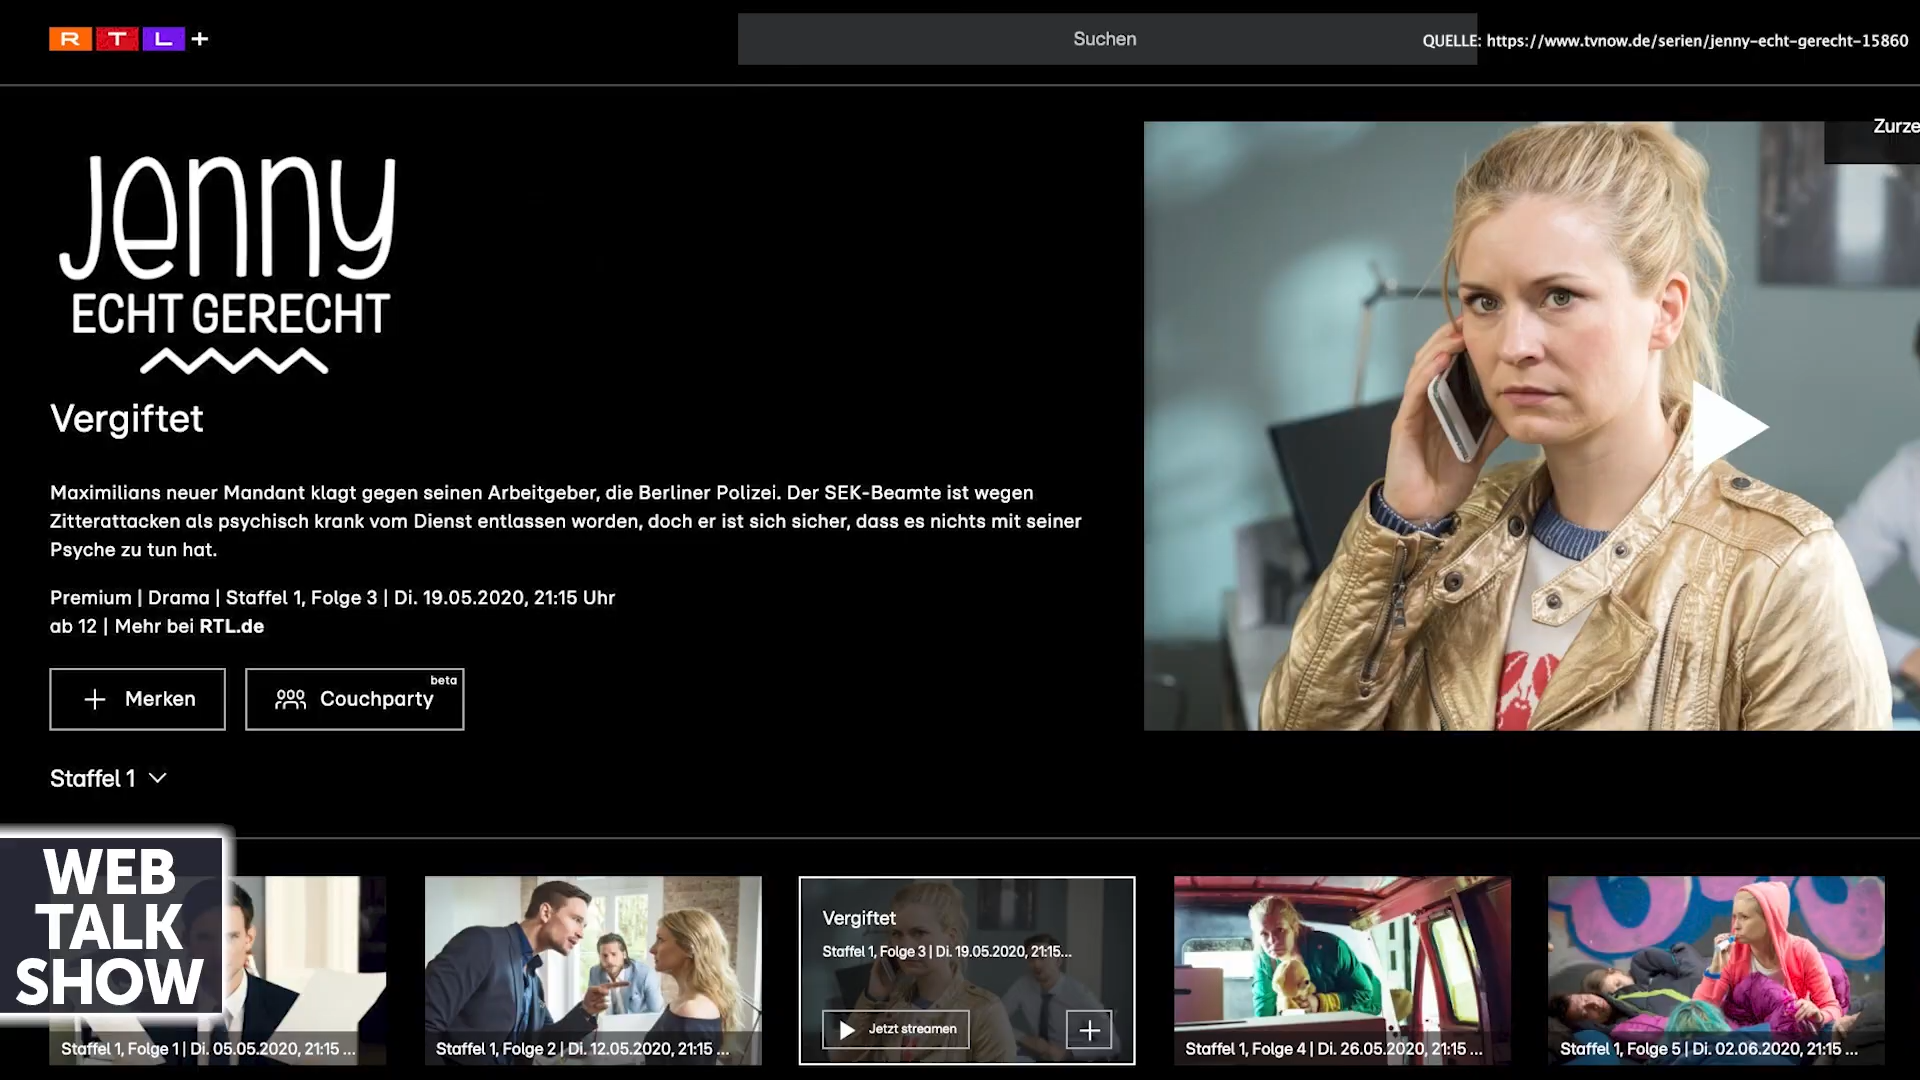 RTL+
Suchen
QUELLE: https://www.tvnow.de/serien/jenny-echt-gerecht-15860
Zurze
Jenny
ECHT GERECHT
Vergiftet
Maximilians neuer Mandant klagt gegen seinen Arbeitgeber, die Berliner Polizei. Der SEK-Beamte ist wegen
Zitterattacken als psychisch krank vom Dienst entlassen worden, doch er ist sich sicher, dass es nichts mit seiner
Psyche zu tun hat.
Premium | Drama | Staffel 1, Folge 3 | Di. 19.05.2020, 21:15 Uhr
ab 12 | Mehr bei RTL.de
+ Merken
Couchparty beta
Staffel 1
WEB
TALK
SHOW
Staffel 1, Folge 1 | Di. 05.05.2020, 21:15 ...
Staffel 1, Folge 2 | Di. 12.05.2020, 21:15 ...
Vergiftet
Staffel 1, Folge 3 | Di. 19.05.2020, 21:15...
Jetzt streamen
Staffel 1, Folge 4 | Di. 26.05.2020, 21:15 ...
Staffel 1, Folge 5 | Di. 02.06.2020, 21:15 ...